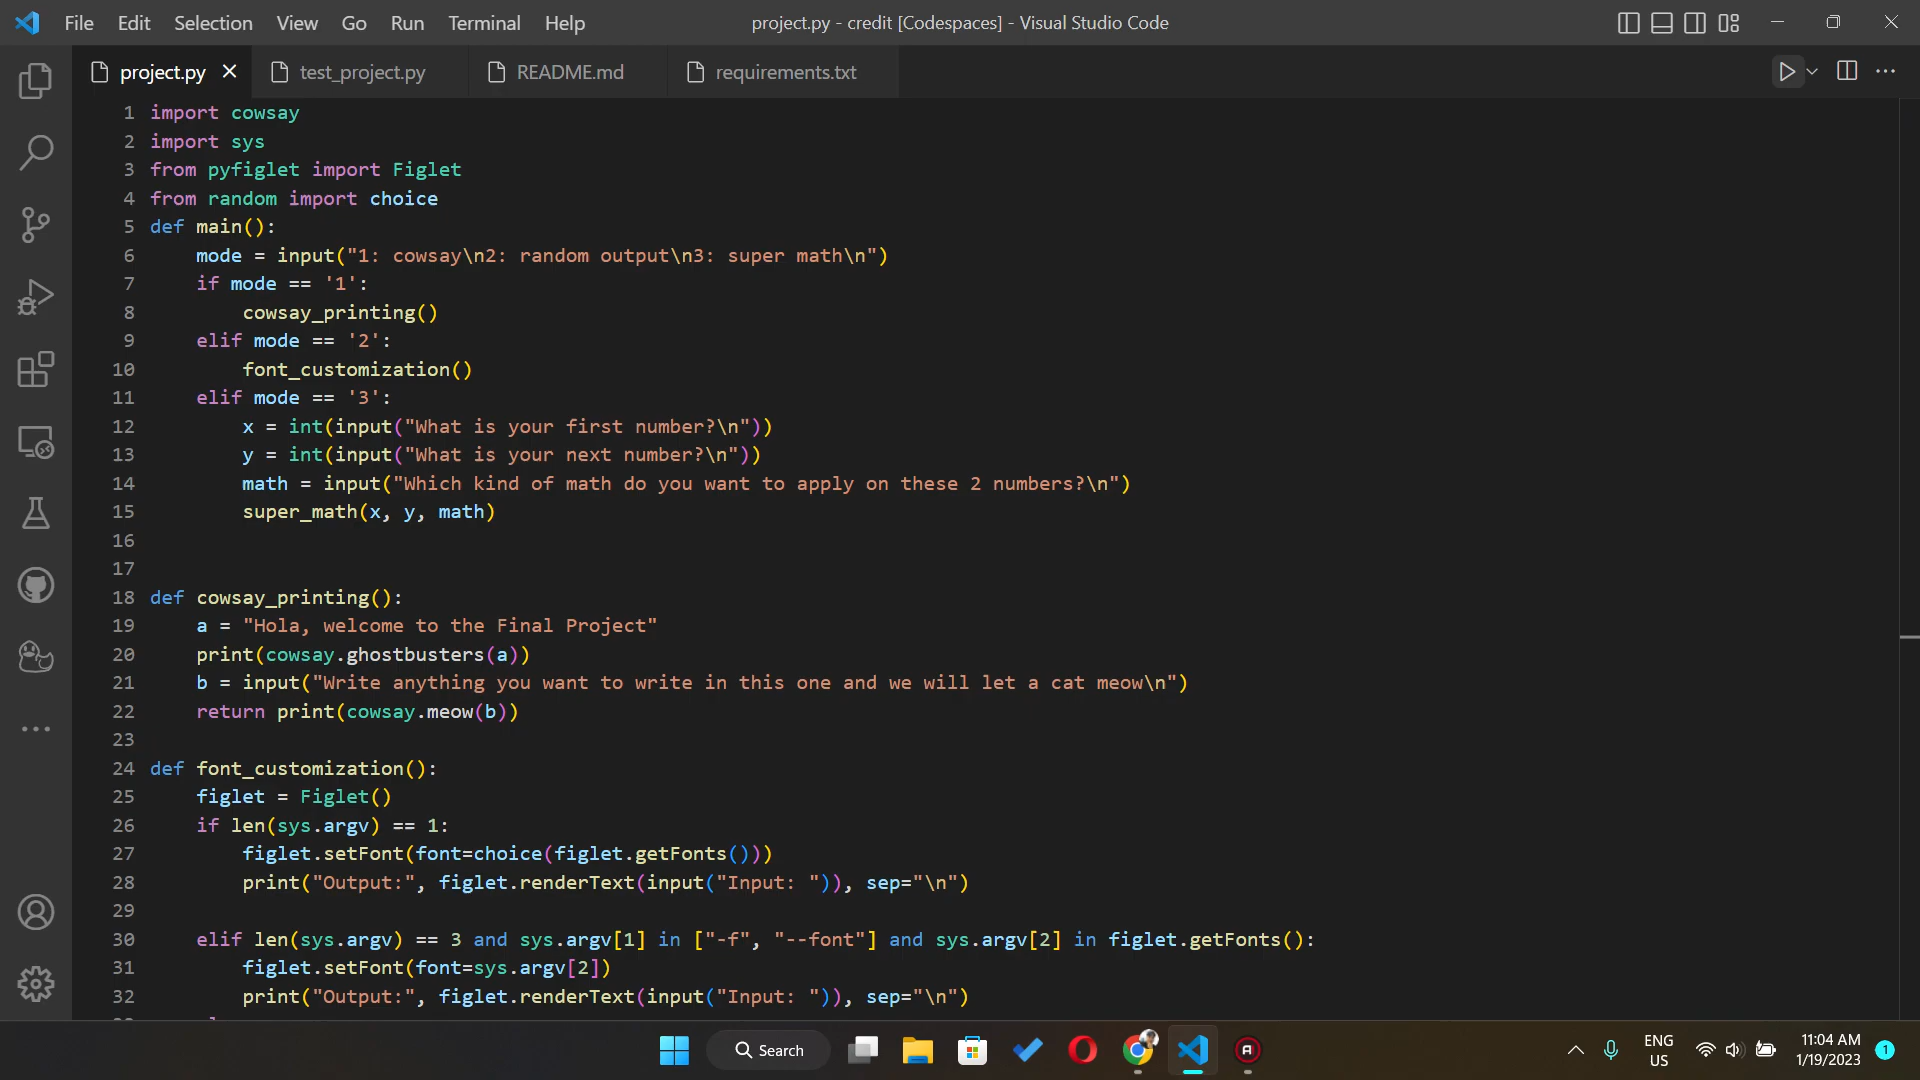 File Edit Selection View Go Run Terminal Help project.py - credit [Codespaces] - Visual Studio Code
project.py test_project.py README.md requirements.txt
1 import cowsay
2 import sys
3 from pyfiglet import Figlet
4 from random import choice
5 def main():
6     mode = input("1: cowsay\n2: random output\n3: super math\n")
7     if mode == '1':
8         cowsay_printing()
9     elif mode == '2':
10         font_customization()
11     elif mode == '3':
12         x = int(input("What is your first number?\n"))
13         y = int(input("What is your next number?\n"))
14         math = input("Which kind of math do you want to apply on these 2 numbers?\n")
15         super_math(x, y, math)
16
17
18 def cowsay_printing():
19     a = "Hola, welcome to the Final Project"
20     print(cowsay.ghostbusters(a))
21     b = input("Write anything you want to write in this one and we will let a cat meow\n")
22     return print(cowsay.meow(b))
23
24 def font_customization():
25     figlet = Figlet()
26     if len(sys.argv) == 1:
27         figlet.setFont(font=choice(figlet.getFonts()))
28         print("Output:", figlet.renderText(input("Input: ")), sep="\n")
29
30     elif len(sys.argv) == 3 and sys.argv[1] in ["-f", "--font"] and sys.argv[2] in figlet.getFonts():
31         figlet.setFont(font=sys.argv[2])
32         print("Output:", figlet.renderText(input("Input: ")), sep="\n")
Search ENG 11:04 AM 1
US 1/19/2023